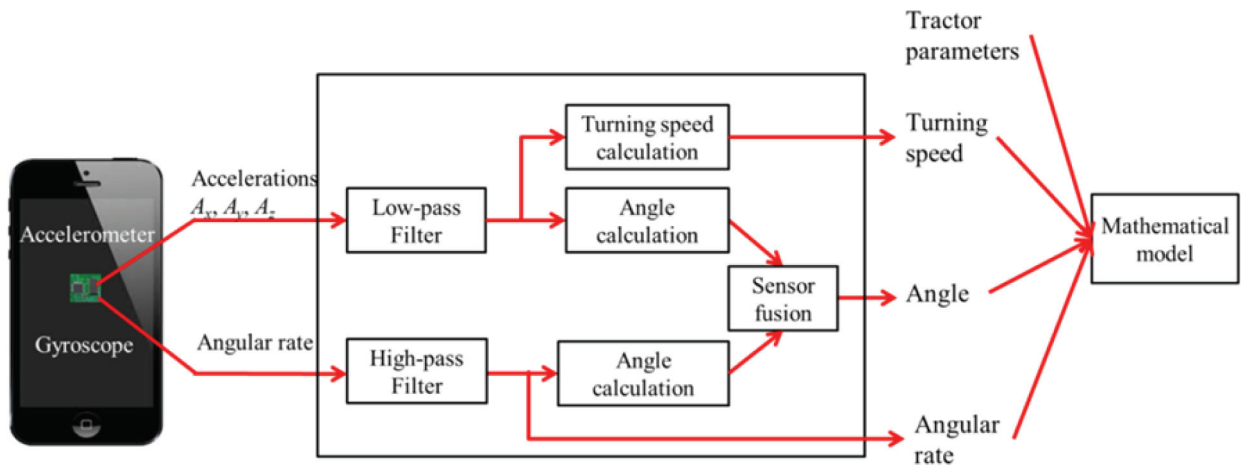 Accelerometer
Gyroscope
Accelerations
Ax, Ay, Az
Angular rate
Low-pass
Filter
High-pass
Filter
Turning speed
calculation
Angle
calculation
Angle
calculation
Sensor
fusion
Tractor
parameters
Turning
speed
Angle
Angular
rate
Mathematical
model